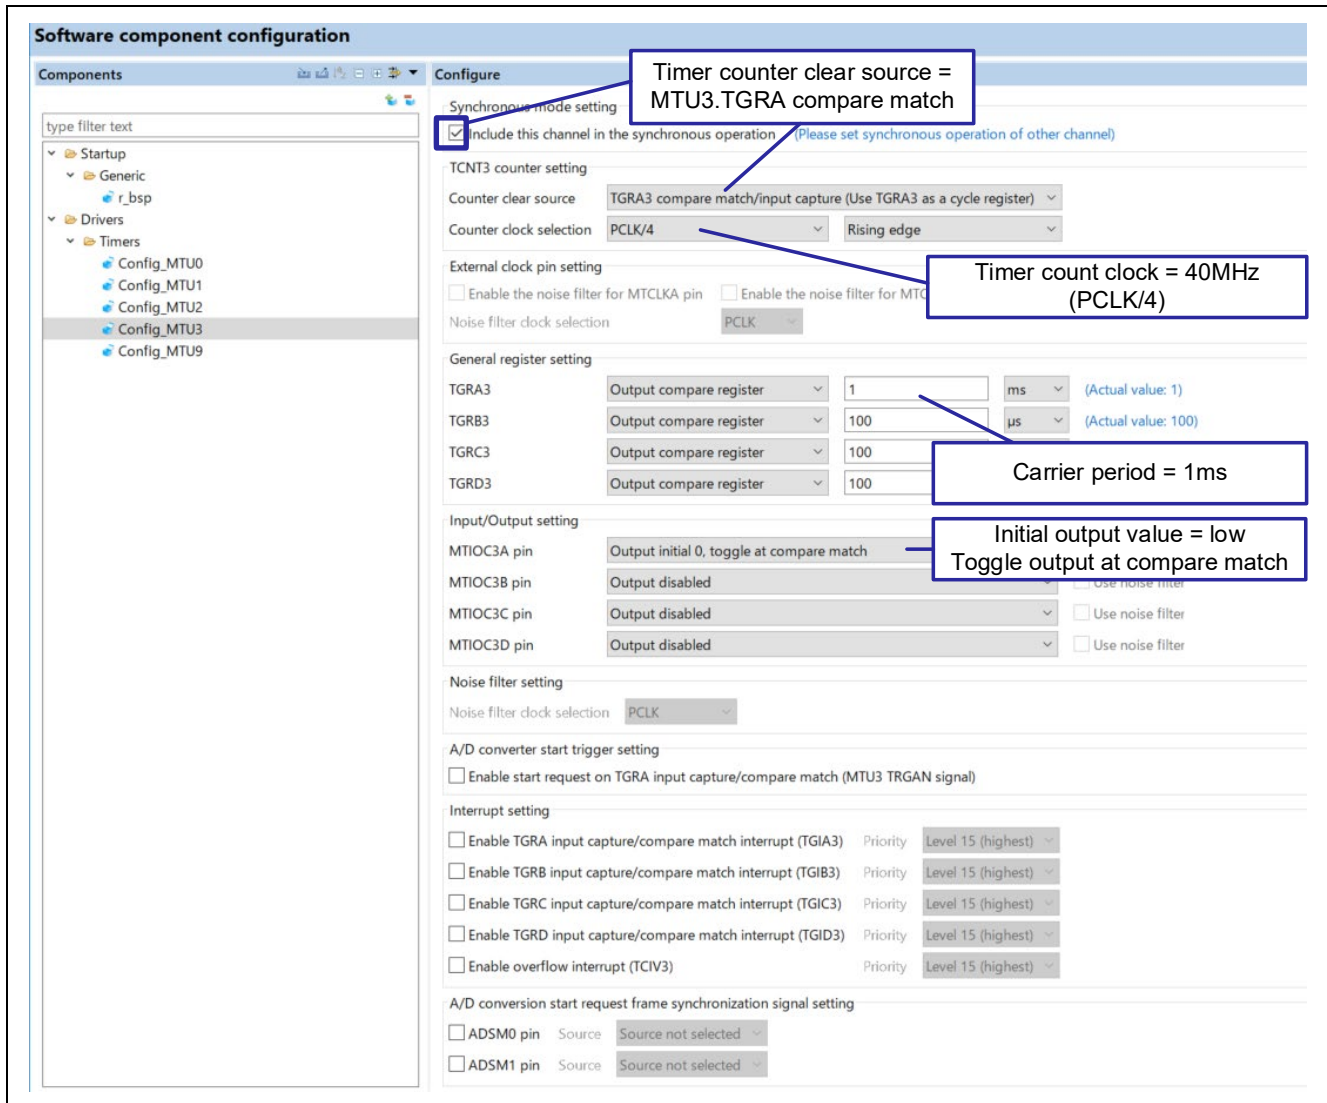 Software component configuration
Components
Configure
Timer counter clear source =
MTU3.TGRA compare match
type filter text
Startup
Generic
r_bsp
Drivers
Timers
Config_MTU0
Config_MTU1
Config_MTU2
Config_MTU3
Config_MTU9
Synchronous mode setting
Include this channel in the synchronous operation (Please set synchronous operation of other channel)
TCNT3 counter setting
Counter clear source TGRA3 compare match/input capture (Use TGRA3 as a cycle register)
Counter clock selection PCLK/4 Rising edge
Timer count clock = 40MHz
(PCLK/4)
External clock pin setting
Enable the noise filter for MTCLKA pin Enable the noise filter for
Noise filter clock selection PCLK
General register setting
TGRA3 Output compare register 1 ms (Actual value: 1)
TGRB3 Output compare register 100 µs (Actual value: 100)
TGRC3 Output compare register 100
TGRD3 Output compare register 100
Carrier period = 1ms
Input/Output setting
Initial output value = low
Toggle output at compare match
MTIOC3A pin Output initial 0, toggle at compare match
MTIOC3B pin Output disabled Use noise filter
MTIOC3C pin Output disabled Use noise filter
MTIOC3D pin Output disabled Use noise filter
Noise filter setting
Noise filter clock selection PCLK
A/D converter start trigger setting
Enable start request on TGRA input capture/compare match (MTU3 TRGAN signal)
Interrupt setting
Enable TGRA input capture/compare match interrupt (TGIA3) Priority Level 15 (highest)
Enable TGRB input capture/compare match interrupt (TGIB3) Priority Level 15 (highest)
Enable TGRC input capture/compare match interrupt (TGIC3) Priority Level 15 (highest)
Enable TGRD input capture/compare match interrupt (TGID3) Priority Level 15 (highest)
Enable overflow interrupt (TCIV3) Priority Level 15 (highest)
A/D conversion start request frame synchronization signal setting
ADSM0 pin Source Source not selected
ADSM1 pin Source Source not selected